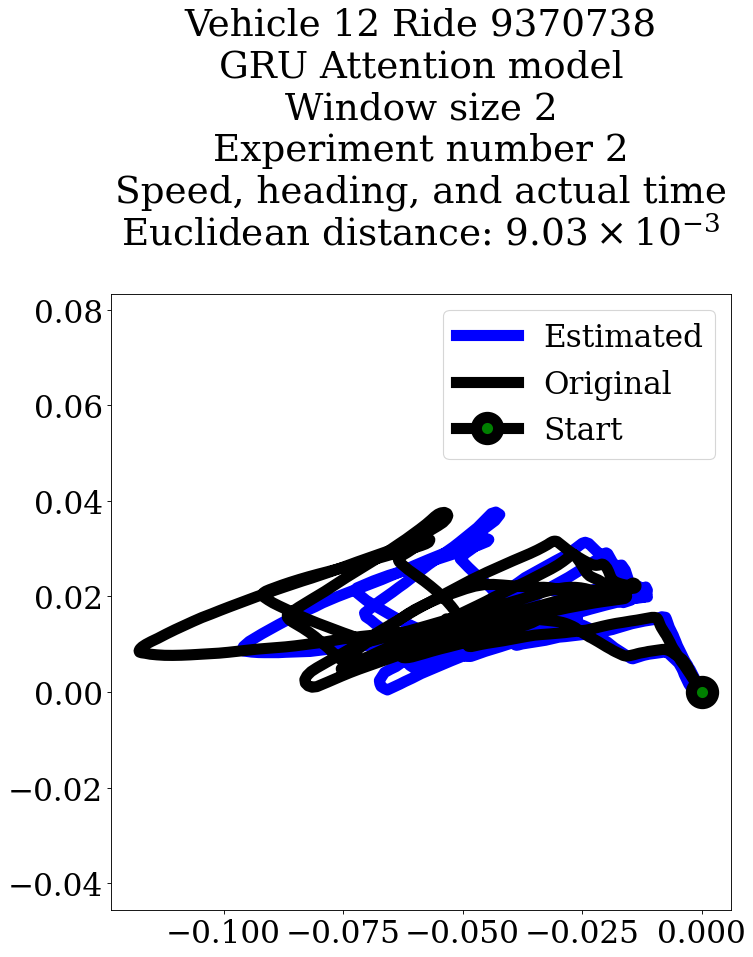 Vehicle 12 Ride 9370738
GRU Attention model
Window size 2
Experiment number 2
Speed, heading, and actual time
Euclidean distance: 9.03 × 10⁻³
Estimated
Original
Start
0.08
0.06
0.04
0.02
0.00
−0.02
−0.04
−0.100 −0.075 −0.050 −0.025 0.000